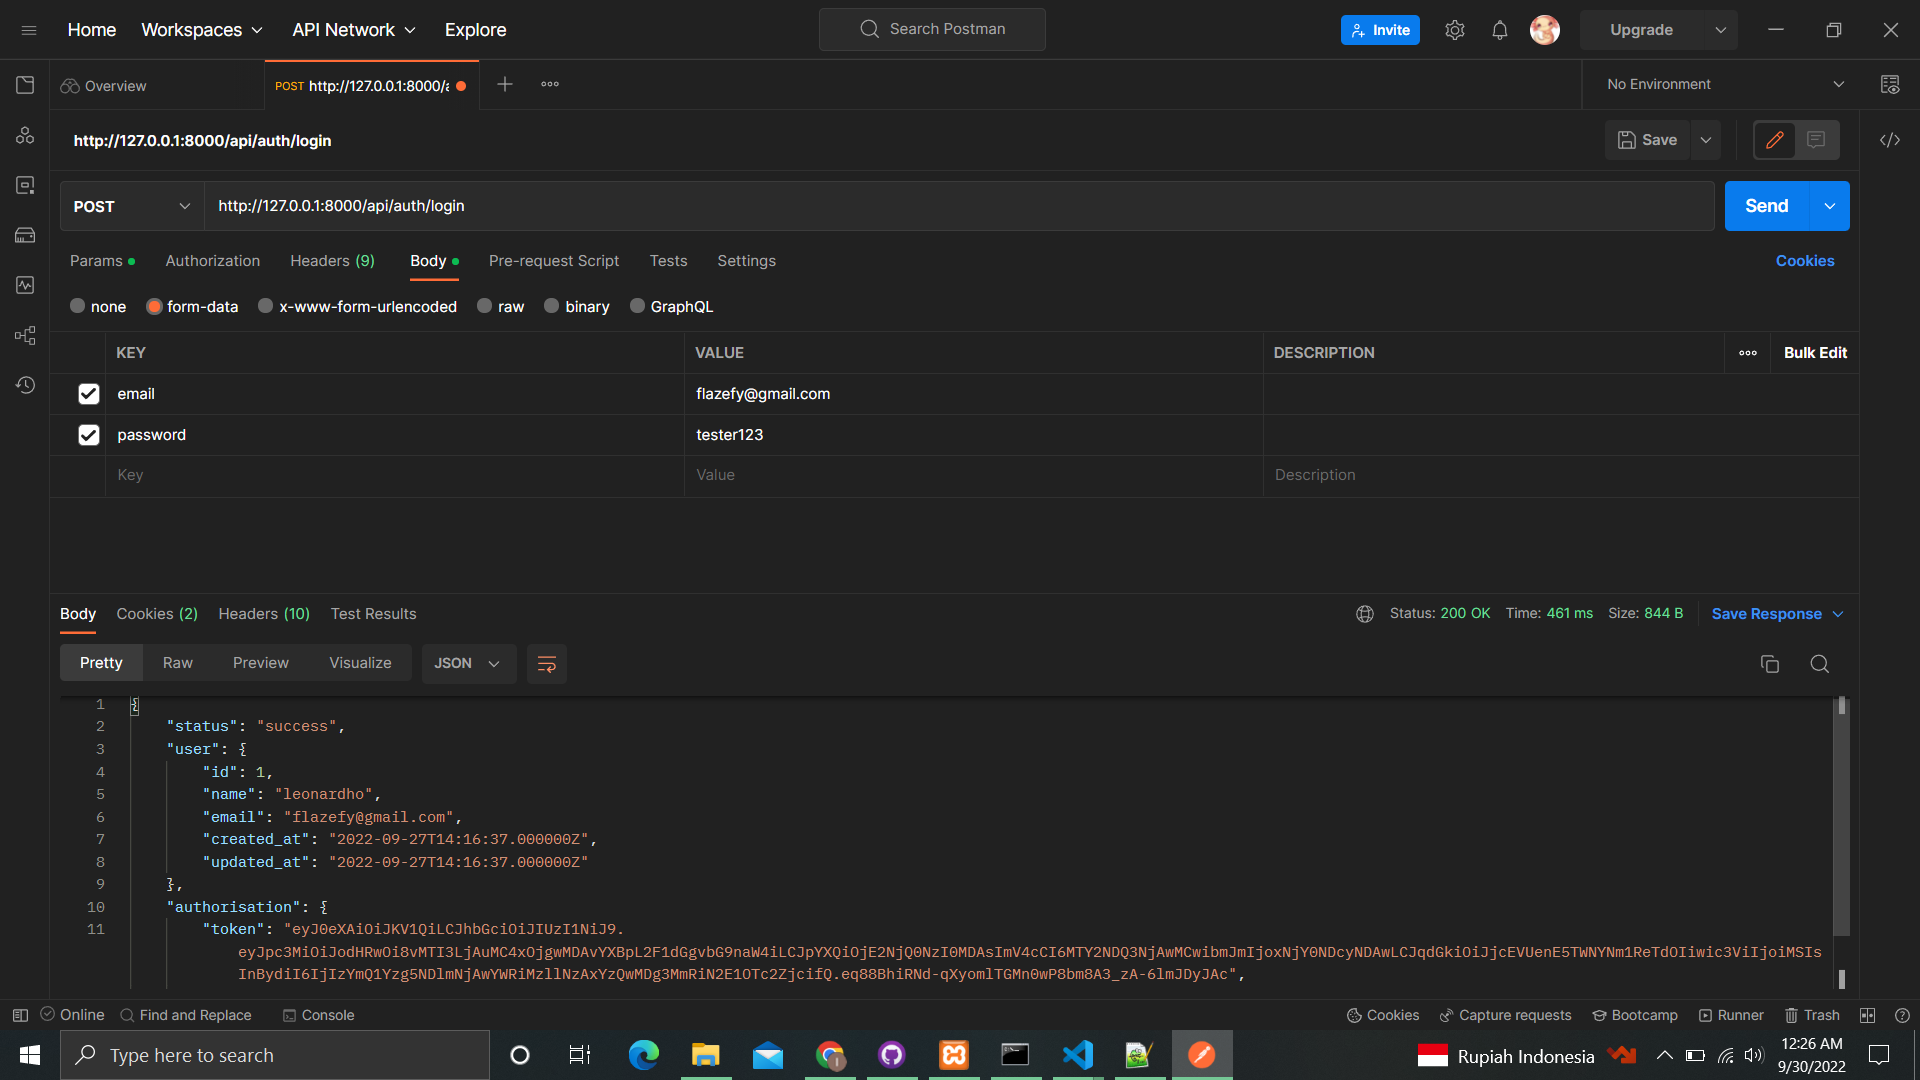 Home Workspaces API Network Explore Search Postman Invite Upgrade
Overview POST http://127.0.0.1:8000/a No Environment
http://127.0.0.1:8000/api/auth/login Save
POST http://127.0.0.1:8000/api/auth/login Send
Params Authorization Headers (9) Body Pre-request Script Tests Settings Cookies
none form-data x-www-form-urlencoded raw binary GraphQL
KEY VALUE DESCRIPTION Bulk Edit
email flazefy@gmail.com
password tester123
Key Value Description
Body Cookies (2) Headers (10) Test Results Status: 200 OK Time: 461 ms Size: 844 B Save Response
Pretty Raw Preview Visualize JSON
1 {
2 "status": "success",
3 "user": {
4 "id": 1,
5 "name": "leonardho",
6 "email": "flazefy@gmail.com",
7 "created_at": "2022-09-27T14:16:37.000000Z",
8 "updated_at": "2022-09-27T14:16:37.000000Z"
9 },
10 "authorisation": {
11 "token": "eyJ0eXAiOiJKV1QiLCJhbGciOiJIUzI1NiJ9.
eyJpc3MiOiJodHRwOi8vMTI3LjAuMC4xOjgwMDAvYXBpL2F1dGgvbG9naW4iLCJpYXQiOjE2NjQ0NzI0MDAsImV4cCI6MTY2NDQ3NjAwMCwibmJmIjoxNjY0NDcyNDAwLCJqdGkiOiJjcEVUenE5TWNYNm1ReTdOIiwic3ViIjoiMSIs
InBydiI6IjIzYmQ1Yzg5NDlmNjAwYWRiMzllNzAxYzQwMDg3MmRiN2E1OTc2ZjcifQ.eq88BhiRNd-qXyomlTGMn0wP8bm8A3_zA-6lmJDyJAc",
Online Find and Replace Console Cookies Capture requests Bootcamp Runner Trash
Type here to search Rupiah Indonesia 12:26 AM
9/30/2022